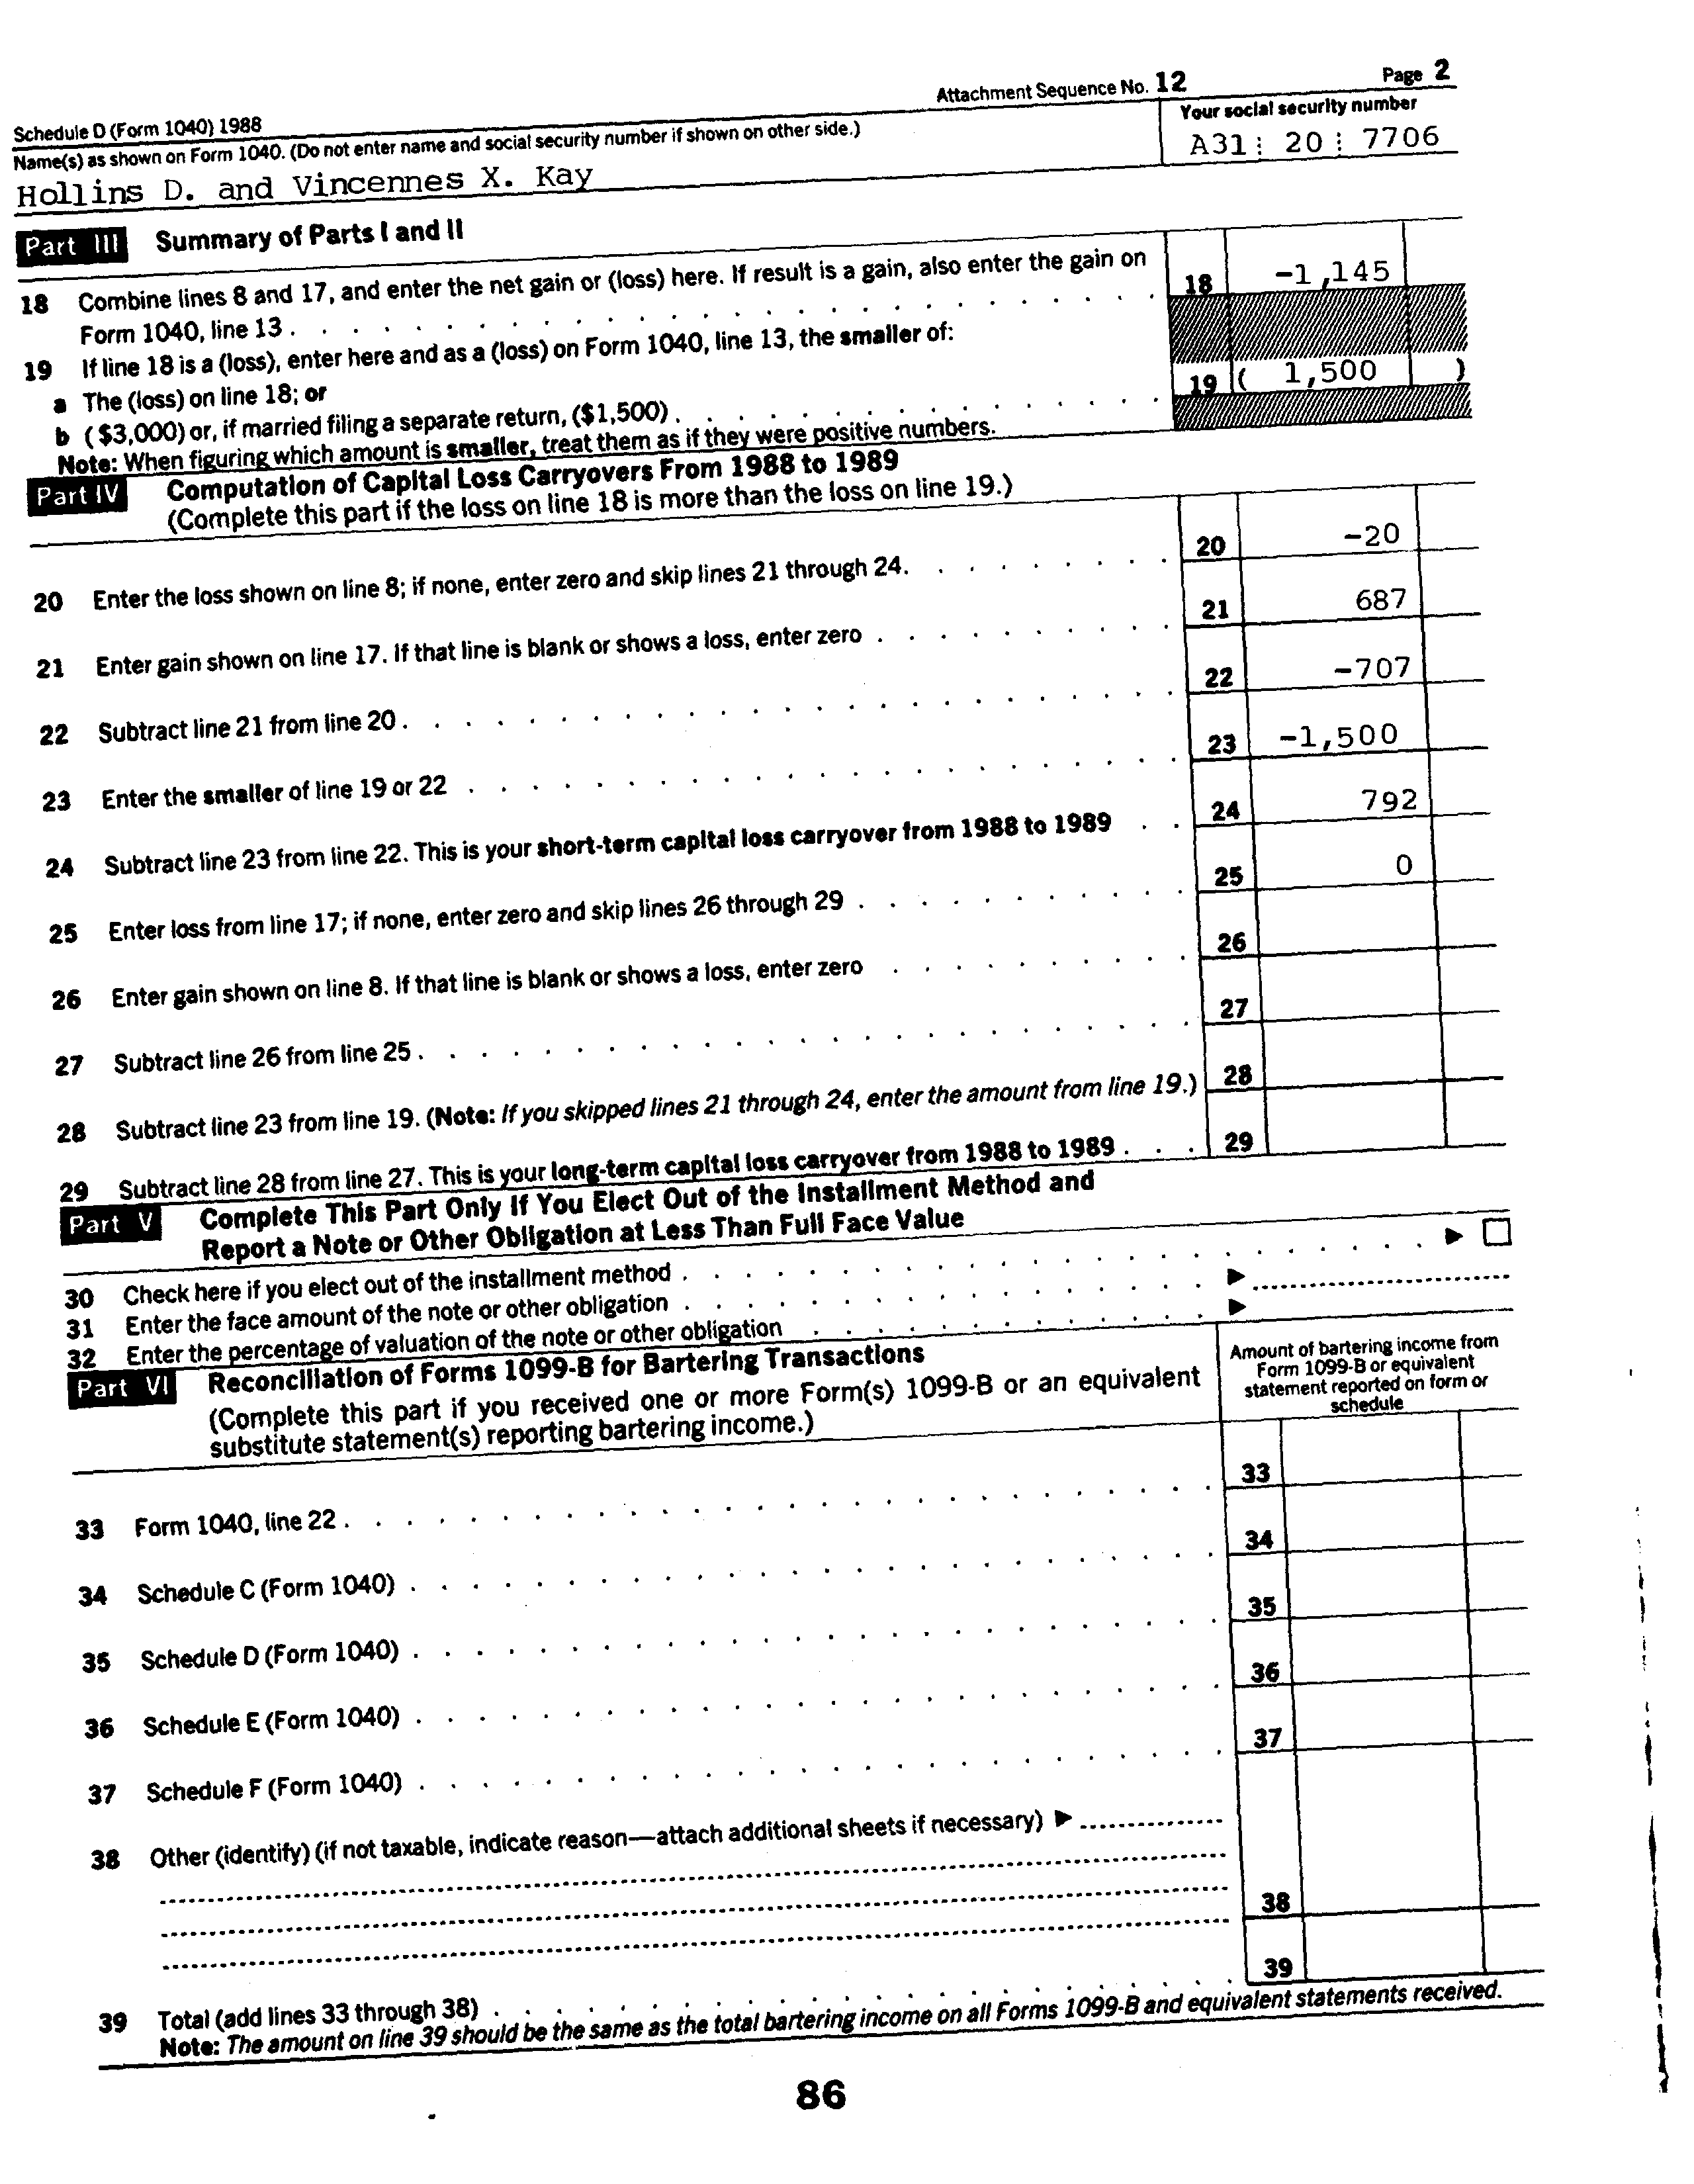 Schedule D (Form 1040) 1988 Attachment Sequence No. 12 Page 2
Name(s) as shown on Form 1040. (Do not enter name and social security number if shown on other side.) Your social security number
Hollins D. and Vincennes X. Kay A31 20 7706
Part III Summary of Parts I and II
18 Combine lines 8 and 17, and enter the net gain or (loss) here. If result is a gain, also enter the gain on
Form 1040, line 13 . . . 18 -1,145
19 If line 18 is a (loss), enter here and as a (loss) on Form 1040, line 13, the smaller of:
a The (loss) on line 18; or
b ($3,000) or, if married filing a separate return, ($1,500) . . . 19 ( 1,500 )
Note: When figuring which amount is smaller, treat them as if they were positive numbers.
Part IV Computation of Capital Loss Carryovers From 1988 to 1989
(Complete this part if the loss on line 18 is more than the loss on line 19.)
20 Enter the loss shown on line 8; if none, enter zero and skip lines 21 through 24. . . . 20 -20
21 Enter gain shown on line 17. If that line is blank or shows a loss, enter zero . . . 21 687
22 Subtract line 21 from line 20 . . . 22 -707
23 Enter the smaller of line 19 or 22 . . . 23 -1,500
24 Subtract line 23 from line 22. This is your short-term capital loss carryover from 1988 to 1989 . . 24 792
25 Enter loss from line 17; if none, enter zero and skip lines 26 through 29 . . . 25 0
26 Enter gain shown on line 8. If that line is blank or shows a loss, enter zero . . . 26
27 Subtract line 26 from line 25 . . . 27
28 Subtract line 23 from line 19. (Note: If you skipped lines 21 through 24, enter the amount from line 19.) 28
29 Subtract line 28 from line 27. This is your long-term capital loss carryover from 1988 to 1989 . . . 29
Part V Complete This Part Only If You Elect Out of the Installment Method and
Report a Note or Other Obligation at Less Than Full Face Value
30 Check here if you elect out of the installment method . . . ► ☐
31 Enter the face amount of the note or other obligation . . . ►
32 Enter the percentage of valuation of the note or other obligation . . . ►
Part VI Reconciliation of Forms 1099-B for Bartering Transactions
(Complete this part if you received one or more Form(s) 1099-B or an equivalent
substitute statement(s) reporting bartering income.)
Amount of bartering income from
Form 1099-B or equivalent
statement reported on form or
schedule
33 Form 1040, line 22 . . . 33
34 Schedule C (Form 1040) . . . 34
35 Schedule D (Form 1040) . . . 35
36 Schedule E (Form 1040) . . . 36
37 Schedule F (Form 1040) . . . 37
38 Other (identify) (if not taxable, indicate reason—attach additional sheets if necessary) ►
38
39 Total (add lines 33 through 38) . . . 39
Note: The amount on line 39 should be the same as the total bartering income on all Forms 1099-B and equivalent statements received.
86